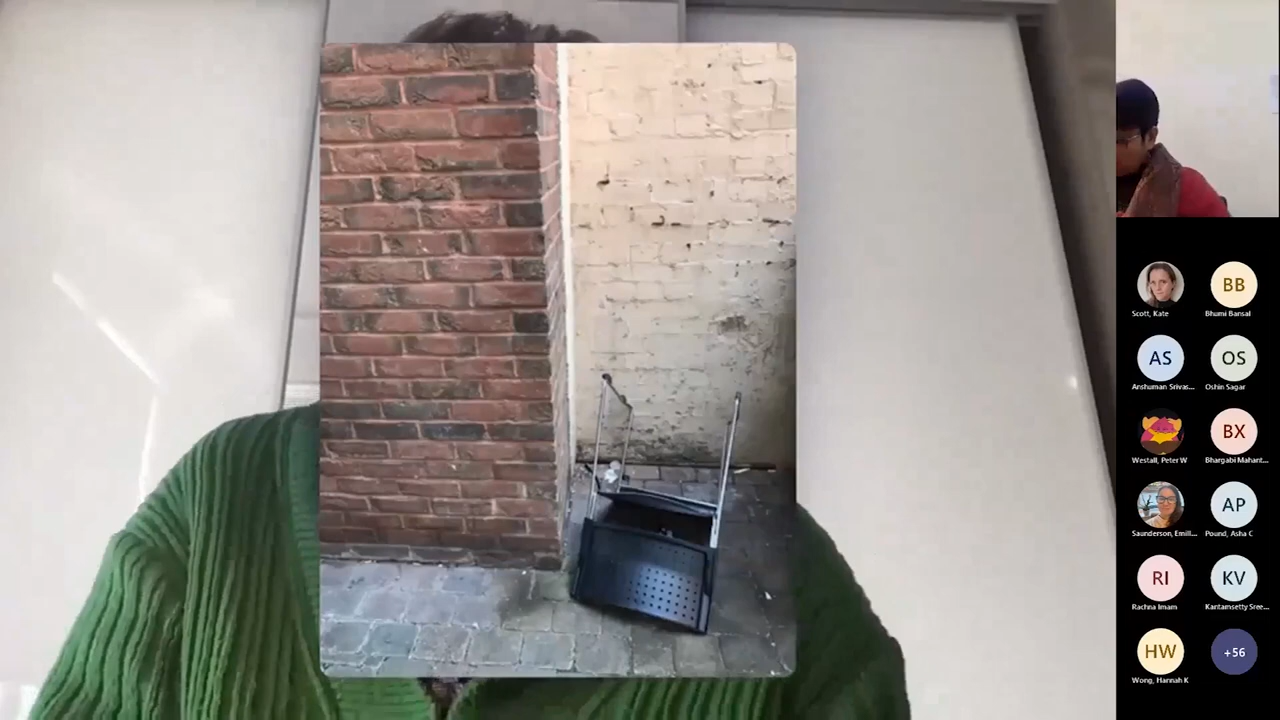 Scott, Kate
BB
Bhumi Bansal
AS
Anshuman Srivas...
OS
Oshin Sagar
Westall, Peter W
BX
Bhargabi Mahant...
Saunderson, Emill...
AP
Pound, Asha C
RI
Rachna Imam
KV
Kantamsetty Sree...
HW
Wong, Hannah K
+56